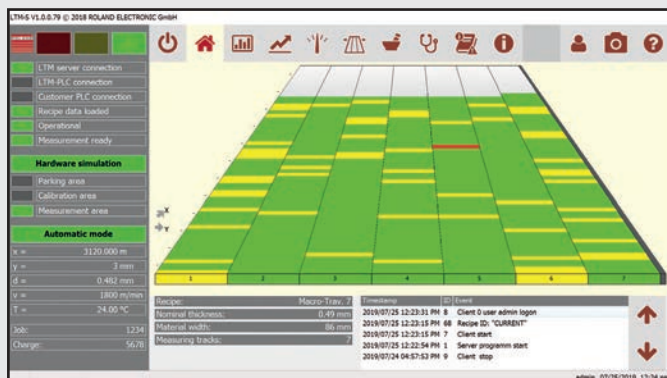 LTM-S V1.0.0.79 © 2018 ROLAND ELECTRONIC GmbH
LTM server connection
LTM-PLC connection
Customer PLC connection
Recipe data loaded
Operational
Measurement ready
Hardware simulation
Parking area
Calibration area
Measurement area
Automatic mode
x = 3120.000 m
y = 3 mm
d = 0.482 mm
v = 1800 m/min
T = 24.00 °C
Job: 1234
Charge: 5678
X
Y
1 2 3 4 5 6 7
Recipe: Macro-Trav. 7
Nominal thickness: 0.49 mm
Material width: 86 mm
Measuring tracks: 7
Timestamp ID Event
2019/07/25 12:23:31 PM 8 Client 0 user admin logon
2019/07/25 12:23:15 PM 68 Recipe ID: "CURRENT"
2019/07/25 12:23:15 PM 7 Client start
2019/07/25 12:22:54 PM 1 Server programm start
2019/07/24 04:57:53 PM 9 Client stop
admin 07/25/2019